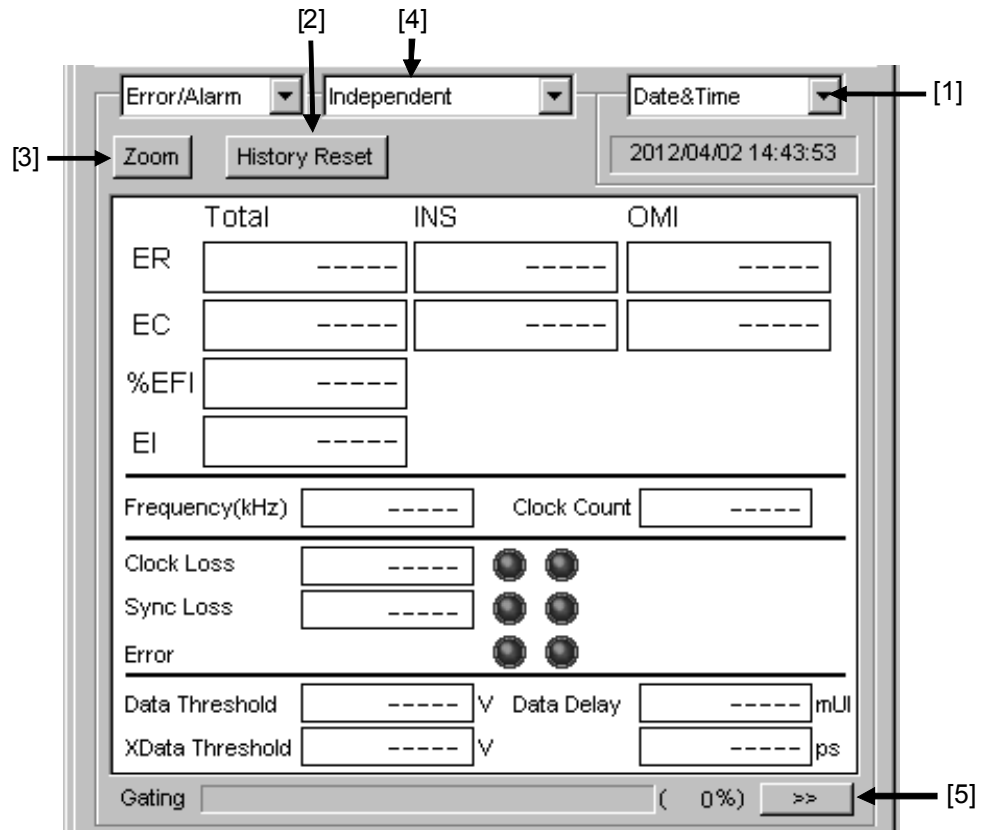 [2] [4]
Error/Alarm Independent Date&Time [1]
[3] Zoom History Reset 2012/04/02 14:43:53
Total INS OMI
ER ----- ----- -----
EC ----- ----- -----
%EFI -----
EI -----
Frequency(kHz) ----- Clock Count -----
Clock Loss -----
Sync Loss -----
Error
Data Threshold ----- V Data Delay ----- mUI
XData Threshold ----- V ----- ps
Gating ( 0%) >> [5]